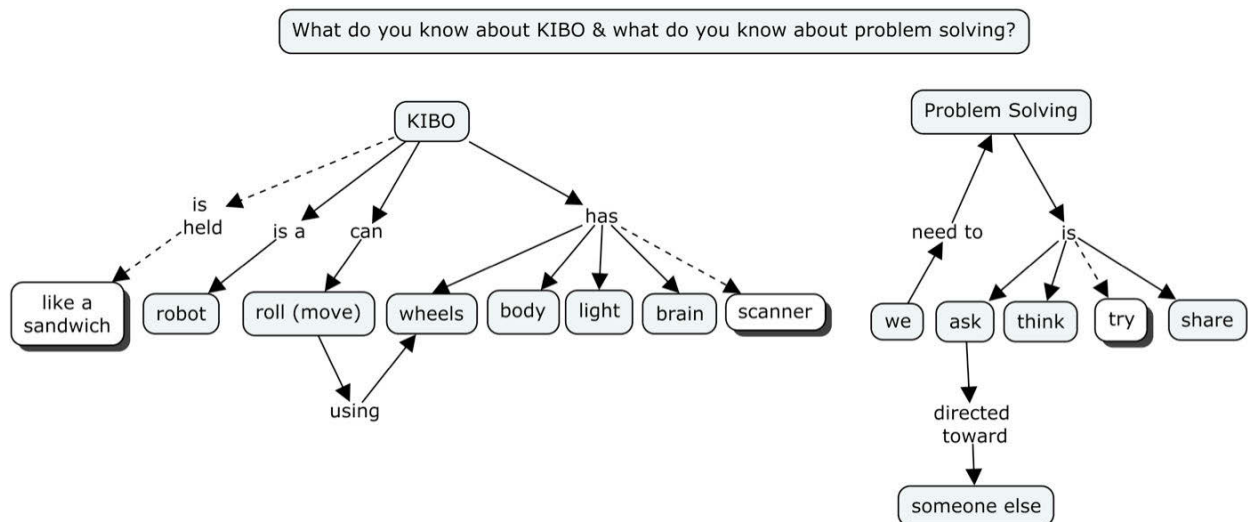 What do you know about KIBO & what do you know about problem solving?
KIBO
Problem Solving
is
held
is a
can
has
need to
is
like a
sandwich
robot
roll (move)
wheels
body
light
brain
scanner
we
ask
think
try
share
using
directed
toward
someone else